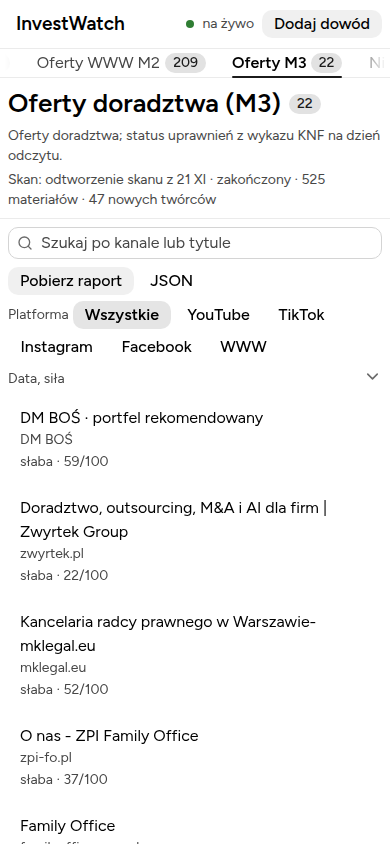 InvestWatch
na żywo
Dodaj dowód
Oferty WWW M2 209
Oferty M3 22
Oferty doradztwa (M3) 22
Oferty doradztwa; status uprawnień z wykazu KNF na dzień
odczytu.
Skan: odtworzenie skanu z 21 XI · zakończony · 525
materiałów · 47 nowych twórców
Szukaj po kanale lub tytule
Pobierz raport JSON
Platforma Wszystkie YouTube TikTok
Instagram Facebook WWW
Data, siła
DM BOŚ · portfel rekomendowany
DM BOŚ
słaba · 59/100
Doradztwo, outsourcing, M&A i AI dla firm |
Zwyrtek Group
zwyrtek.pl
słaba · 22/100
Kancelaria radcy prawnego w Warszawie-
mklegal.eu
mklegal.eu
słaba · 52/100
O nas - ZPI Family Office
zpi-fo.pl
słaba · 37/100
Family Office